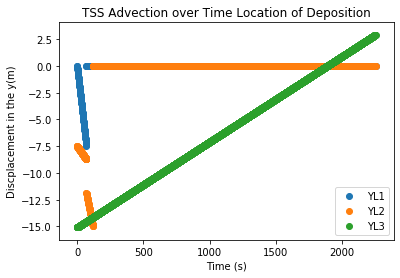 TSS Advection over Time Location of Deposition
Discplacement in the y(m)
2.5
0.0
−2.5
−5.0
−7.5
−10.0
−12.5
−15.0
0
500
1000
1500
2000
Time (s)
YL1
YL2
YL3